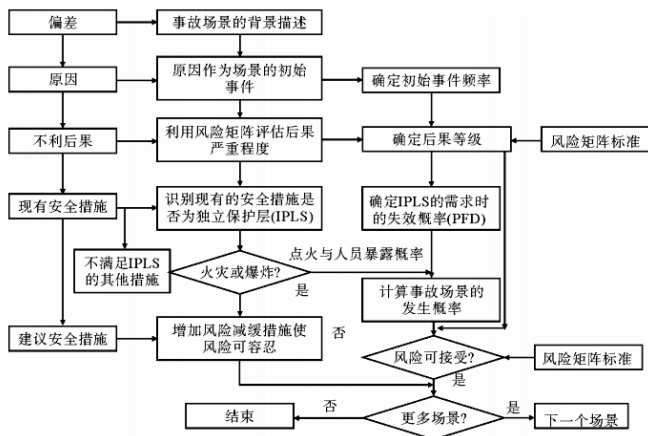 偏差
事故场景的背景描述
原因
原因作为场景的初始
事件
确定初始事件频率
不利后果
利用风险矩阵评估后果
严重程度
确定后果等级
风险矩阵标准
现有安全措施
识别现有的安全措施是
否为独立保护层(IPLS)
确定IPLS的需求时
的失效概率(PFD)
不满足IPLS
的其他措施
火灾或爆炸?
点火与人员暴露概率
是
计算事故场景的
发生概率
建议安全措施
增加风险减缓措施使
风险可容忍
否
风险可接受?
风险矩阵标准
是
结束
否
更多场景?
是
下一个场景